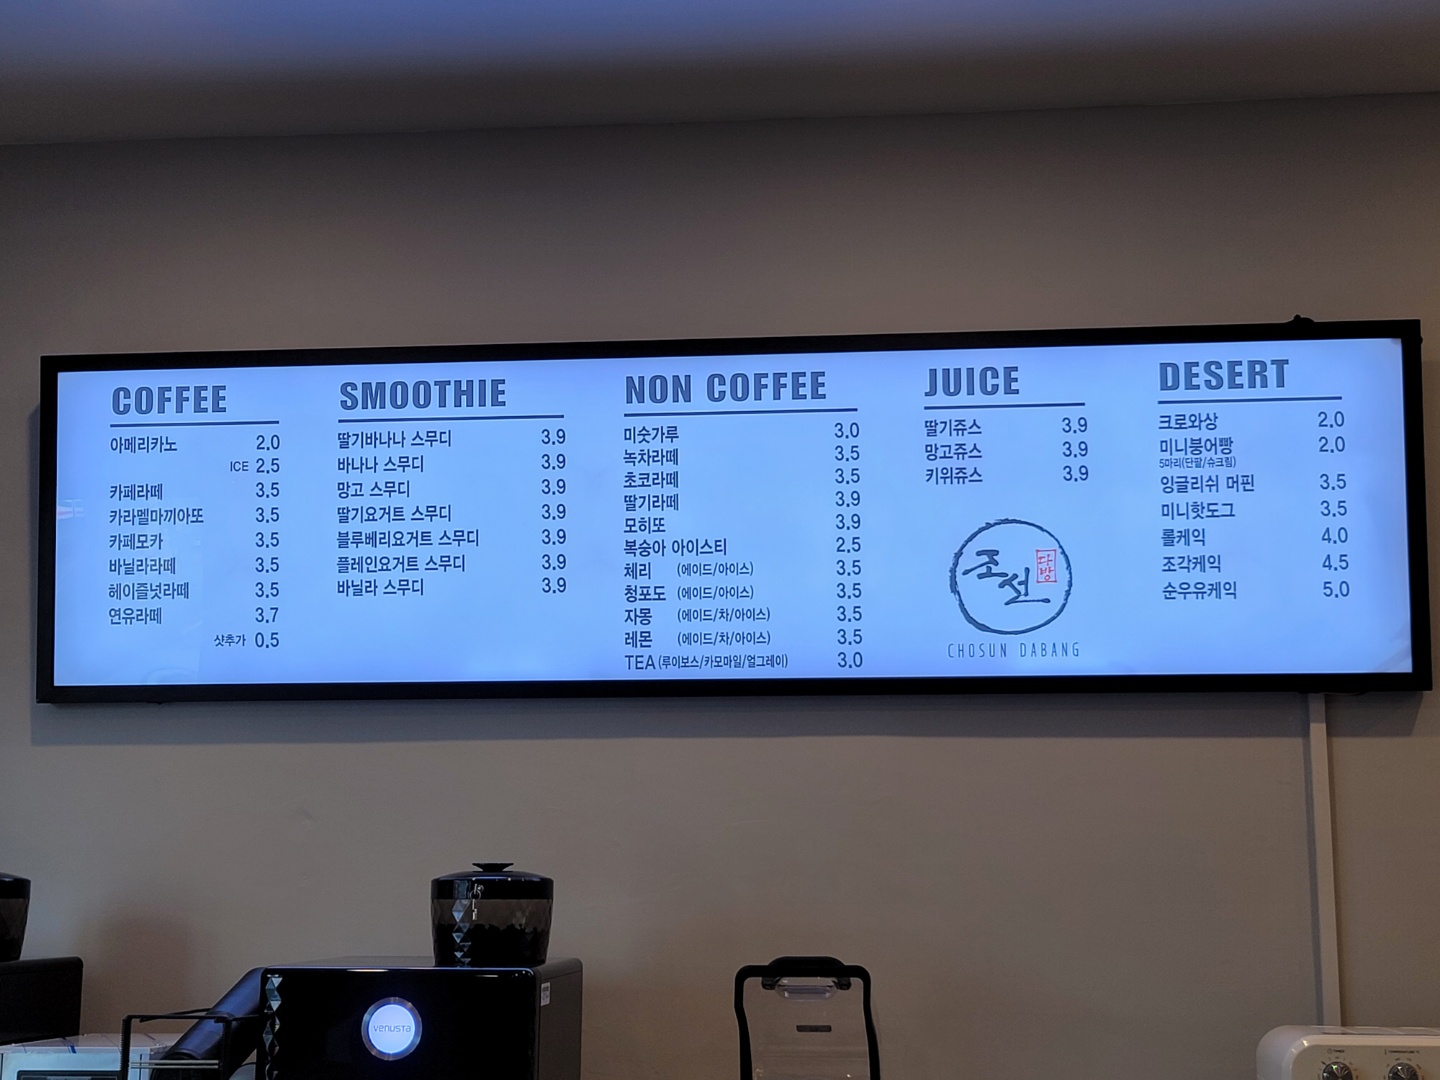 COFFEE
아메리카노 2.0
ICE 2.5
카페라떼 3.5
카라멜마끼아또 3.5
카페모카 3.5
바닐라라떼 3.5
헤이즐넛라떼 3.5
연유라떼 3.7
샷추가 0.5
SMOOTHIE
딸기바나나 스무디 3.9
바나나 스무디 3.9
망고 스무디 3.9
딸기요거트 스무디 3.9
블루베리요거트 스무디 3.9
플레인요거트 스무디 3.9
바닐라 스무디 3.9
NON COFFEE
미숫가루 3.0
녹차라떼 3.5
초코라떼 3.5
딸기라떼 3.9
모히또 3.9
복숭아 아이스티 2.5
체리 (에이드/아이스) 3.5
청포도 (에이드/아이스) 3.5
자몽 (에이드/차/아이스) 3.5
레몬 (에이드/차/아이스) 3.5
TEA (루이보스/카모마일/얼그레이) 3.0
JUICE
딸기쥬스 3.9
망고쥬스 3.9
키위쥬스 3.9
조선
다방
CHOSUN DABANG
DESERT
크로와상 2.0
미니붕어빵 2.0
5마리(단팥/슈크림)
잉글리쉬 머핀 3.5
미니핫도그 3.5
롤케익 4.0
조각케익 4.5
순우유케익 5.0
venusta